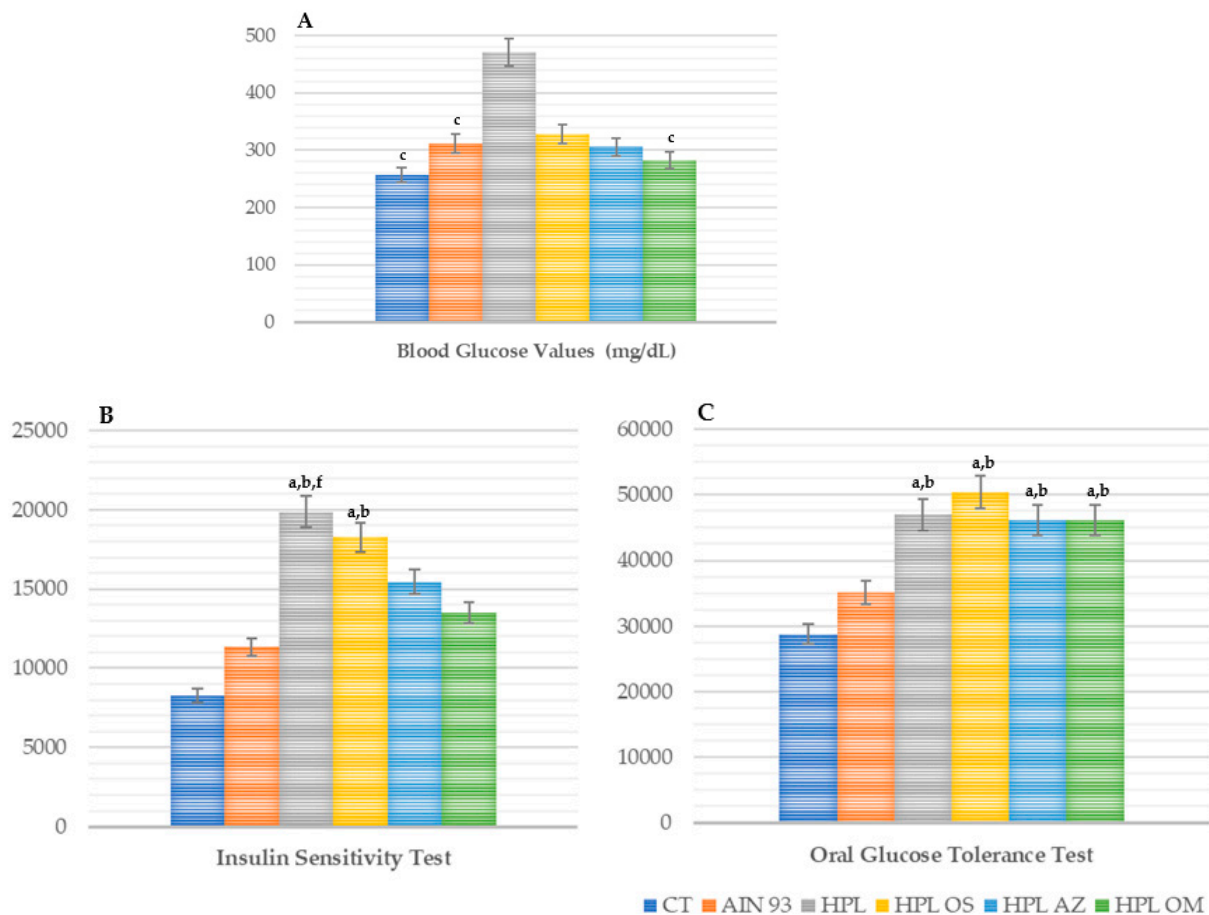 A
500
400
300
200
100
0
c
c
c
Blood Glucose Values (mg/dL)
B
25000
20000
15000
10000
5000
0
a,b,f
a,b
Insulin Sensitivity Test
C
60000
50000
40000
30000
20000
10000
0
a,b
a,b
a,b
a,b
Oral Glucose Tolerance Test
CT AIN 93 HPL HPL OS HPL AZ HPL OM